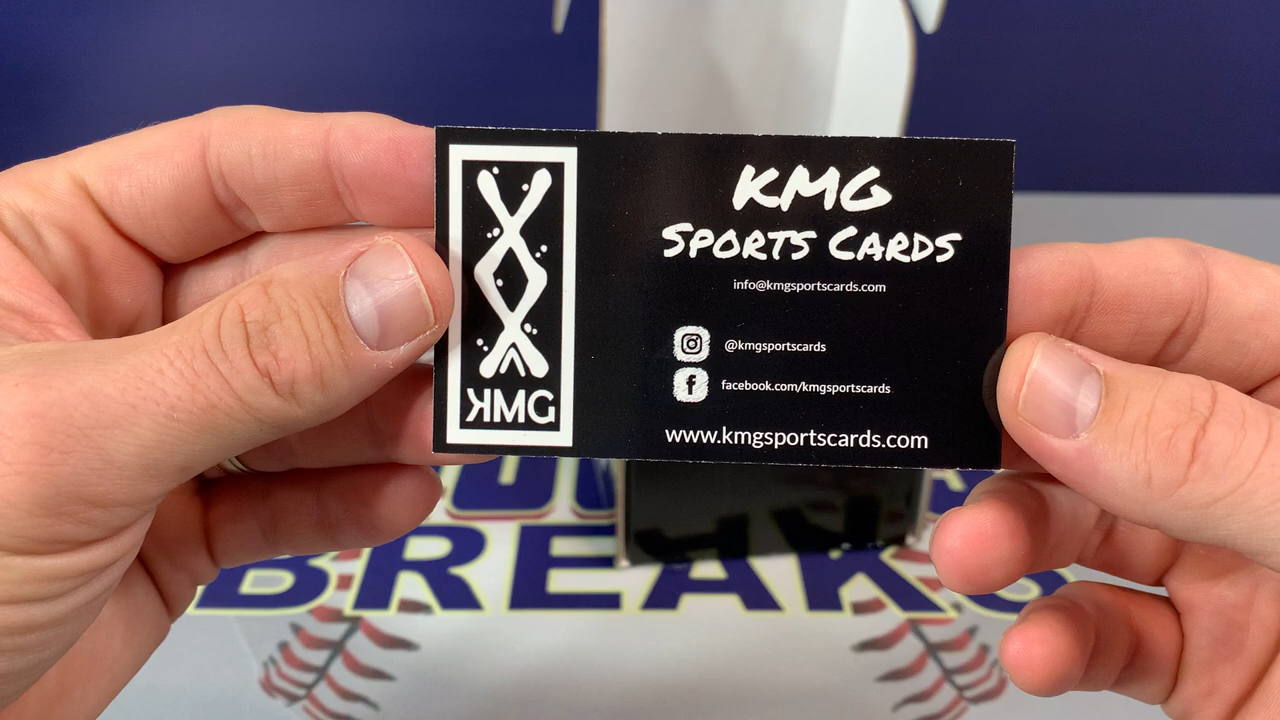 KMG
SPORTS CARDS
info@kmgsportscards.com
@kmgsportscards
facebook.com/kmgsportscards
www.kmgsportscards.com
KMG
BREAKS